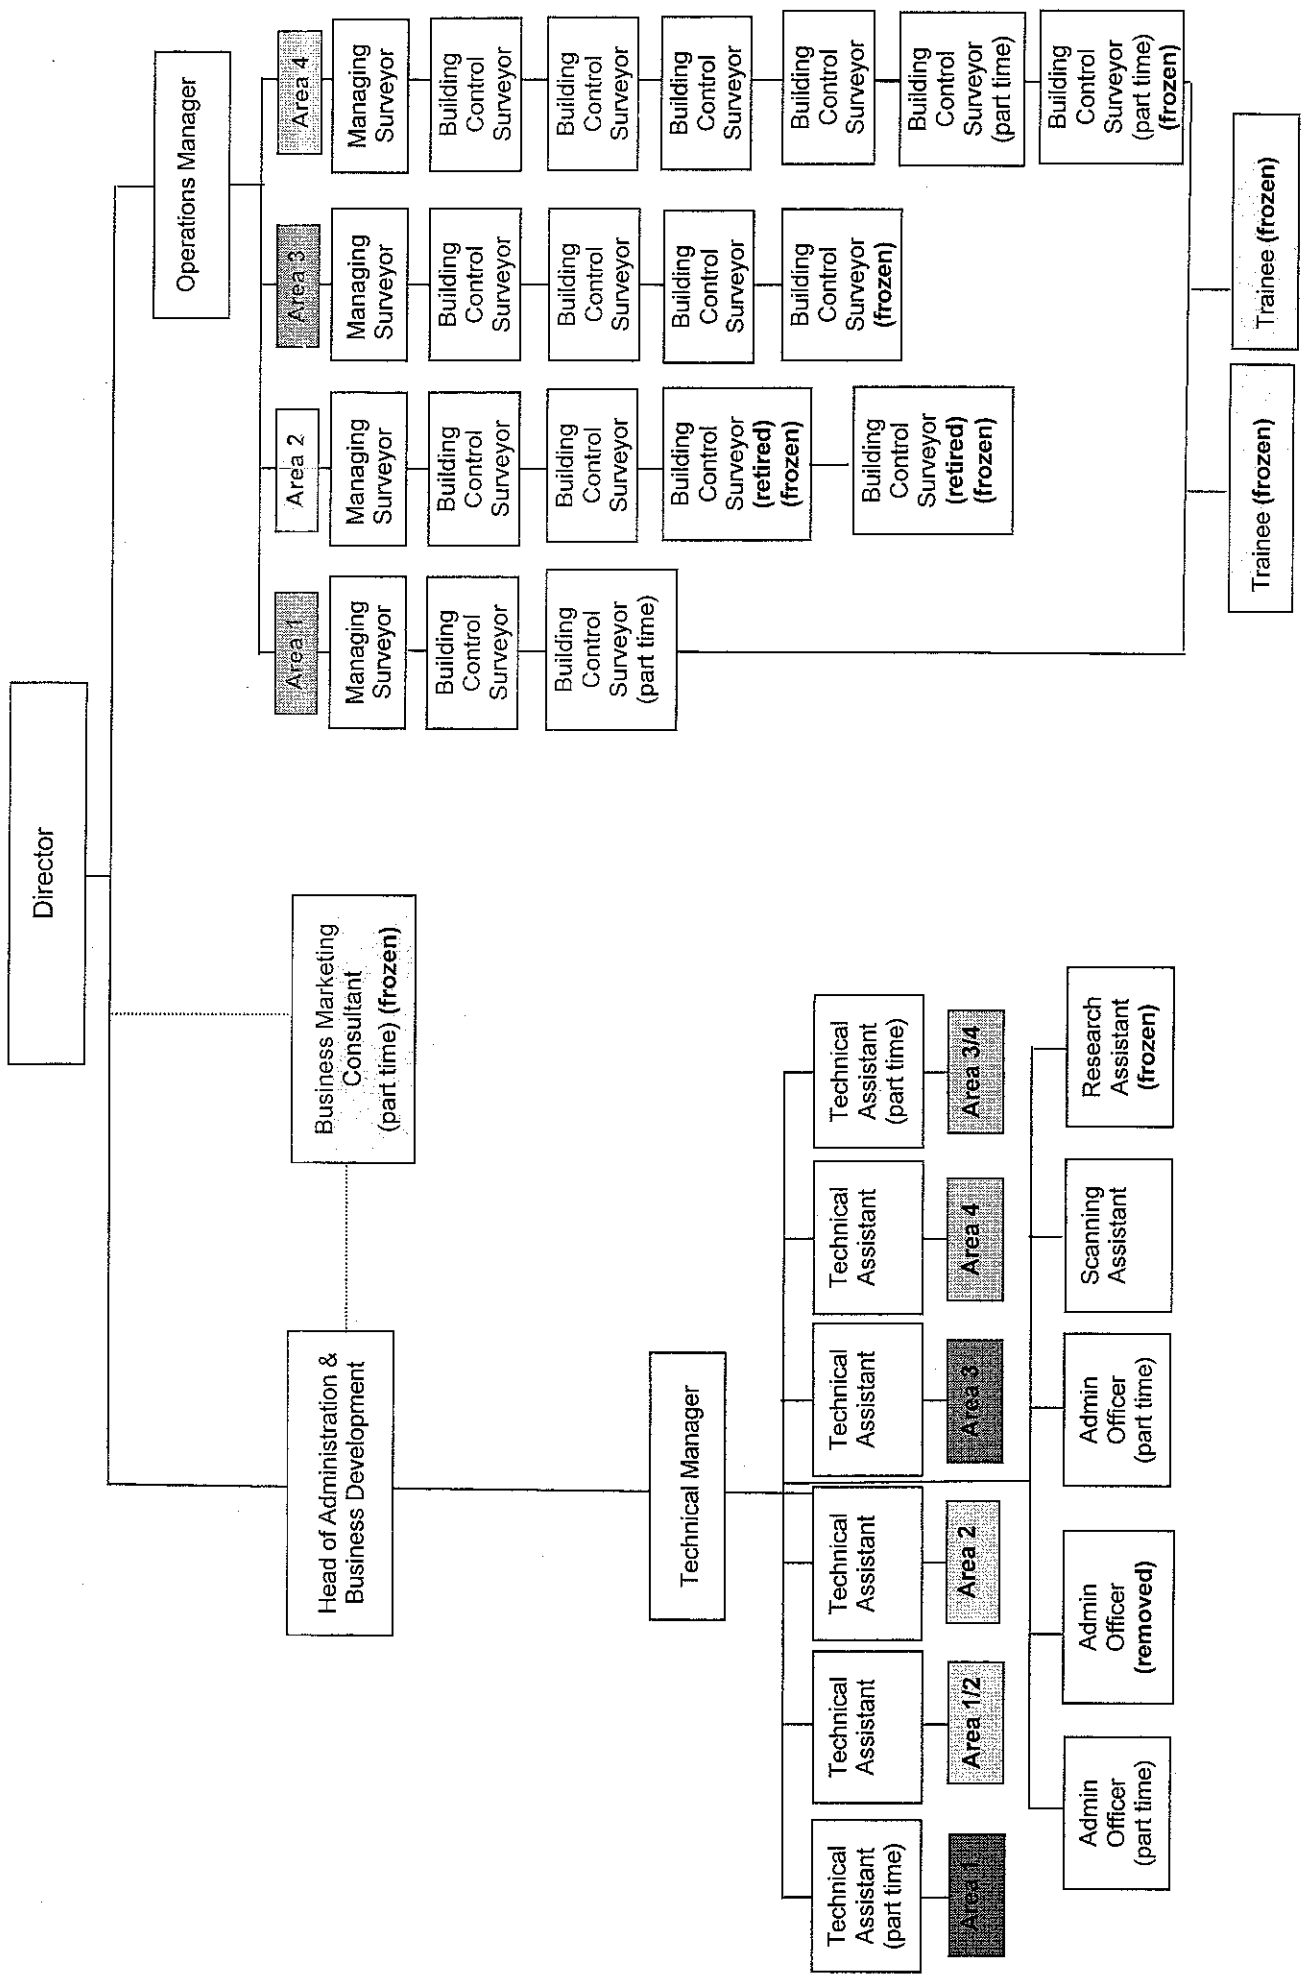 Director
Operations Manager
Head of Administration &
Business Development
Business Marketing
Consultant
(part time) (frozen)
Technical Manager
Area 1
Managing
Surveyor
Building
Control
Surveyor
Building
Control
Surveyor
(part time)
Area 2
Managing
Surveyor
Building
Control
Surveyor
Building
Control
Surveyor
Building
Control
Surveyor
(retired)
(frozen)
Building
Control
Surveyor
(retired)
(frozen)
Area 3
Managing
Surveyor
Building
Control
Surveyor
Building
Control
Surveyor
Building
Control
Surveyor
Building
Control
Surveyor
(frozen)
Area 4
Managing
Surveyor
Building
Control
Surveyor
Building
Control
Surveyor
Building
Control
Surveyor
Building
Control
Surveyor
Building
Control
Surveyor
(part time)
Building
Control
Surveyor
(part time)
(frozen)
Trainee (frozen)
Trainee (frozen)
Technical
Assistant
(part time)
Area 1
Technical
Assistant
Area 1/2
Technical
Assistant
Area 2
Technical
Assistant
Area 3
Technical
Assistant
Area 4
Technical
Assistant
(part time)
Area 3/4
Admin
Officer
(part time)
Admin
Officer
(removed)
Admin
Officer
(part time)
Scanning
Assistant
Research
Assistant
(frozen)